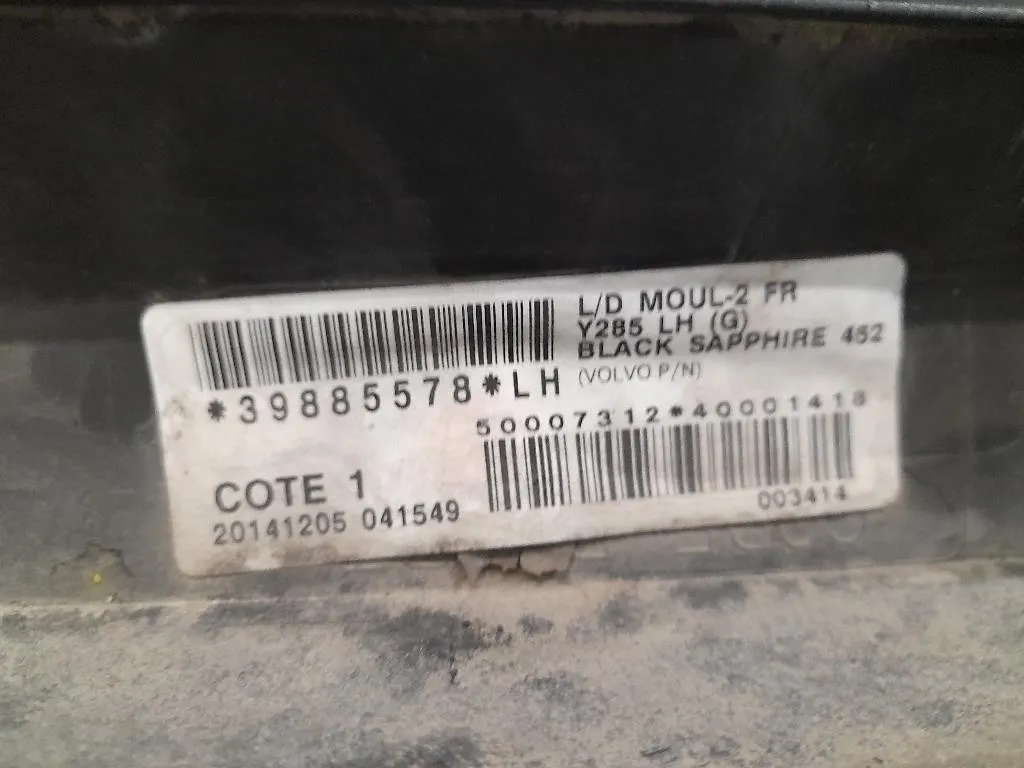 L/D MOUL-2 FR
Y285 LH (G)
BLACK SAPPHIRE 452
*39885578*LH
(VOLVO P/N)
50007312*40001418
COTE 1
20141205 041549
003414